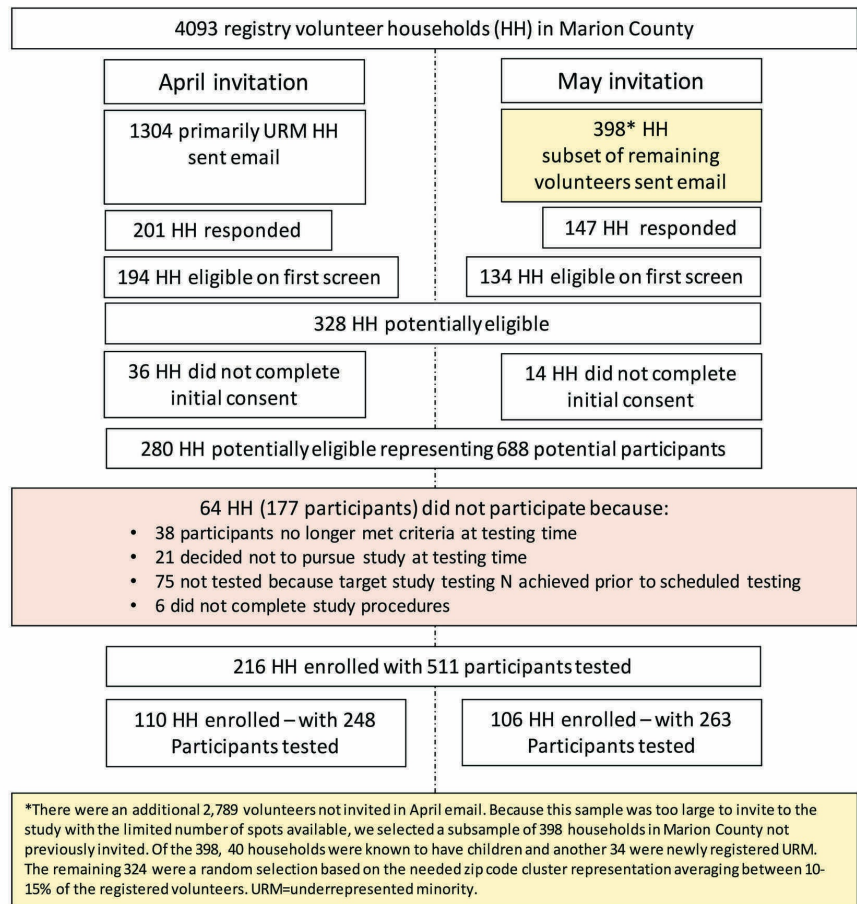 4093 registry volunteer households (HH) in Marion County
April invitation
May invitation
1304 primarily URM HH
sent email
398* HH
subset of remaining
volunteers sent email
201 HH responded
147 HH responded
194 HH eligible on first screen
134 HH eligible on first screen
328 HH potentially eligible
36 HH did not complete
initial consent
14 HH did not complete
initial consent
280 HH potentially eligible representing 688 potential participants
64 HH (177 participants) did not participate because:
• 38 participants no longer met criteria at testing time
• 21 decided not to pursue study at testing time
• 75 not tested because target study testing N achieved prior to scheduled testing
• 6 did not complete study procedures
216 HH enrolled with 511 participants tested
110 HH enrolled – with 248
Participants tested
106 HH enrolled – with 263
Participants tested
*There were an additional 2,789 volunteers not invited in April email. Because this sample was too large to invite to the
study with the limited number of spots available, we selected a subsample of 398 households in Marion County not
previously invited. Of the 398, 40 households were known to have children and another 34 were newly registered URM.
The remaining 324 were a random selection based on the needed zip code cluster representation averaging between 10-
15% of the registered volunteers. URM=underrepresented minority.